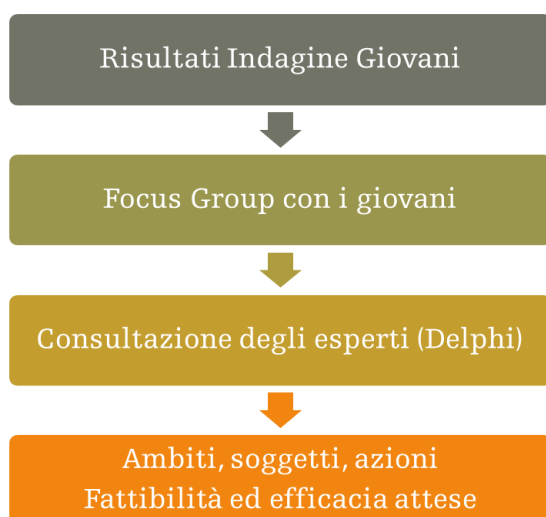 Risultati Indagine Giovani
Focus Group con i giovani
Consultazione degli esperti (Delphi)
Ambiti, soggetti, azioni
Fattibilità ed efficacia attese